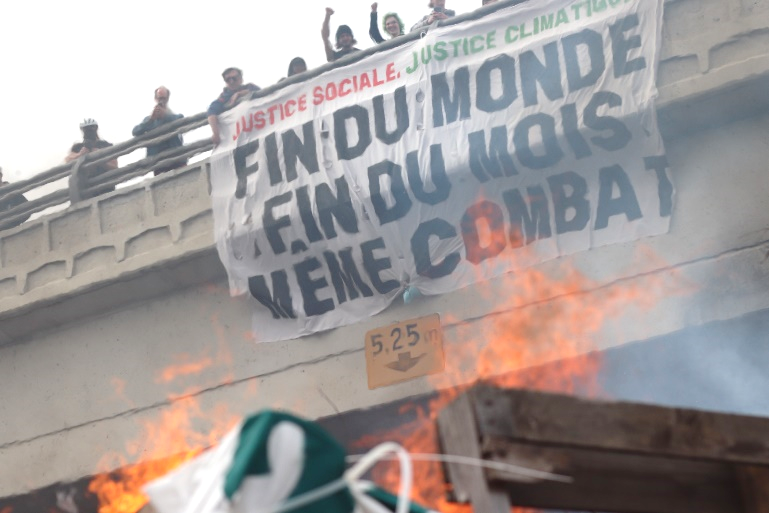 JUSTICE SOCIALE, JUSTICE CLIMATIQUE
FIN DU MONDE
FIN DU MOIS
MÊME COMBAT
5,25 m